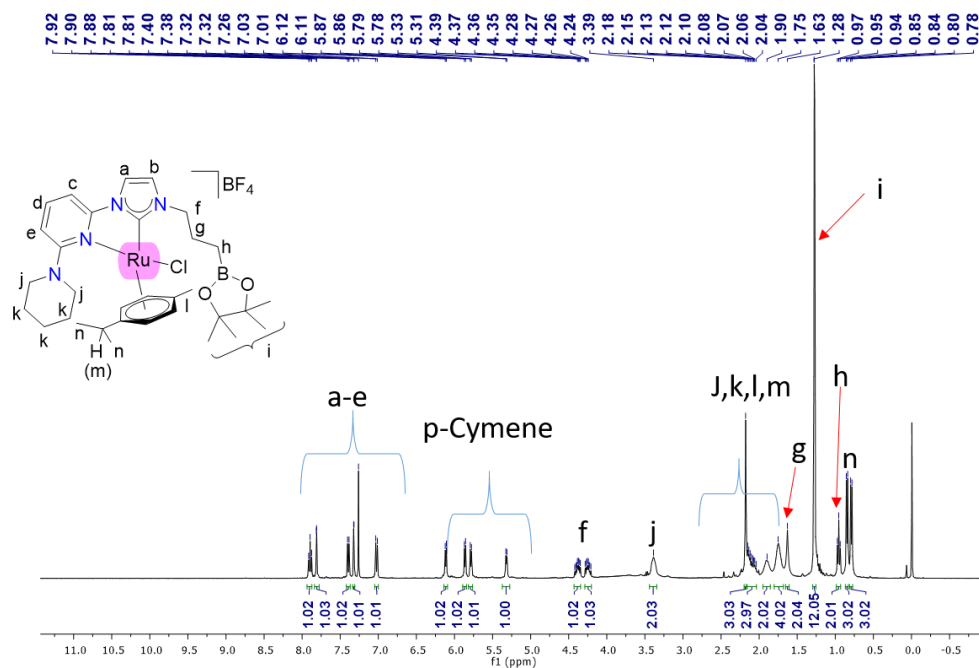 7.92 7.90 7.88 7.81 7.81 7.40 7.38 7.32 7.32 7.26 7.03 7.01 6.12 6.11 5.87 5.86 5.79 5.78 5.33 5.31 4.39 4.37 4.36 4.35 4.28 4.27 4.26 4.24 3.39 2.18 2.15 2.13 2.12 2.10 2.08 2.07 2.06 2.04 1.90 1.75 1.63 1.28 0.97 0.95 0.94 0.85 0.84 0.80 0.78
a b
BF4
c
d N N f
e N g
Ru Cl h
N B
j j O O
k k l
n
k i
H n
(m)
i
a-e
p-Cymene
J,k,l,m
h
g
n
f
j
1.02 1.03 1.02 1.01 1.01 1.02 1.02 1.01 1.00 1.02 1.03 2.03 3.03 2.97 2.02 4.02 2.04 12.05 2.01 3.02 3.02
11.0 10.5 10.0 9.5 9.0 8.5 8.0 7.5 7.0 6.5 6.0 5.5 5.0 4.5 4.0 3.5 3.0 2.5 2.0 1.5 1.0 0.5 0.0 -0.5
f1 (ppm)